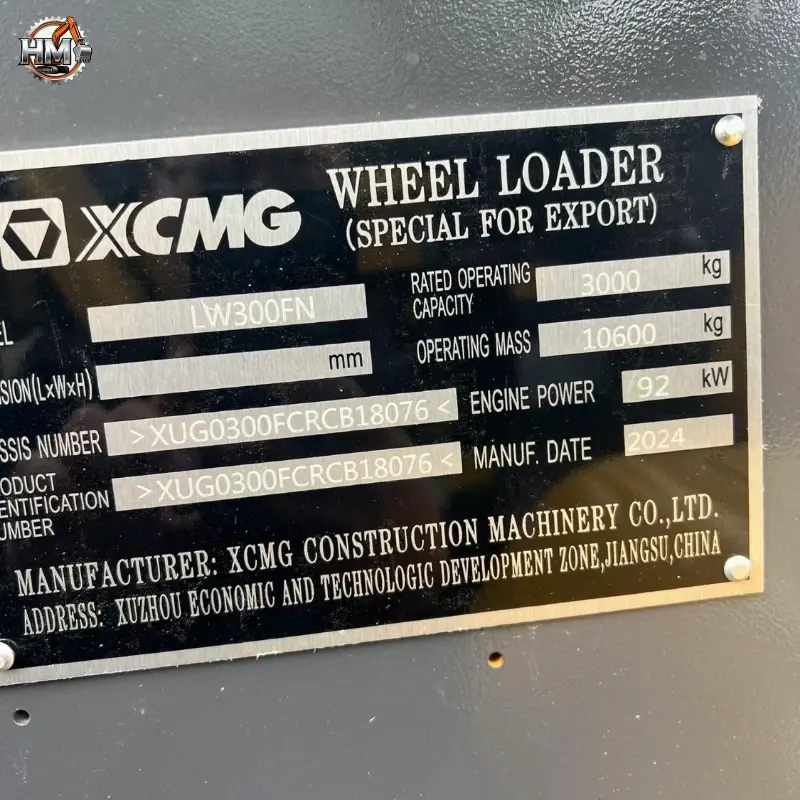 HM
XCMG
WHEEL LOADER
(SPECIAL FOR EXPORT)
EL LW300FN
RATED OPERATING CAPACITY 3000 kg
SION(LxWxH) mm
OPERATING MASS 10600 kg
SSIS NUMBER >XUG0300FCRCB18076<
ENGINE POWER 92 kW
ODUCT
ENTIFICATION
UMBER >XUG0300FCRCB18076<
MANUF. DATE 2024
MANUFACTURER: XCMG CONSTRUCTION MACHINERY CO.,LTD.
ADDRESS: XUZHOU ECONOMIC AND TECHNOLOGIC DEVELOPMENT ZONE,JIANGSU,CHINA